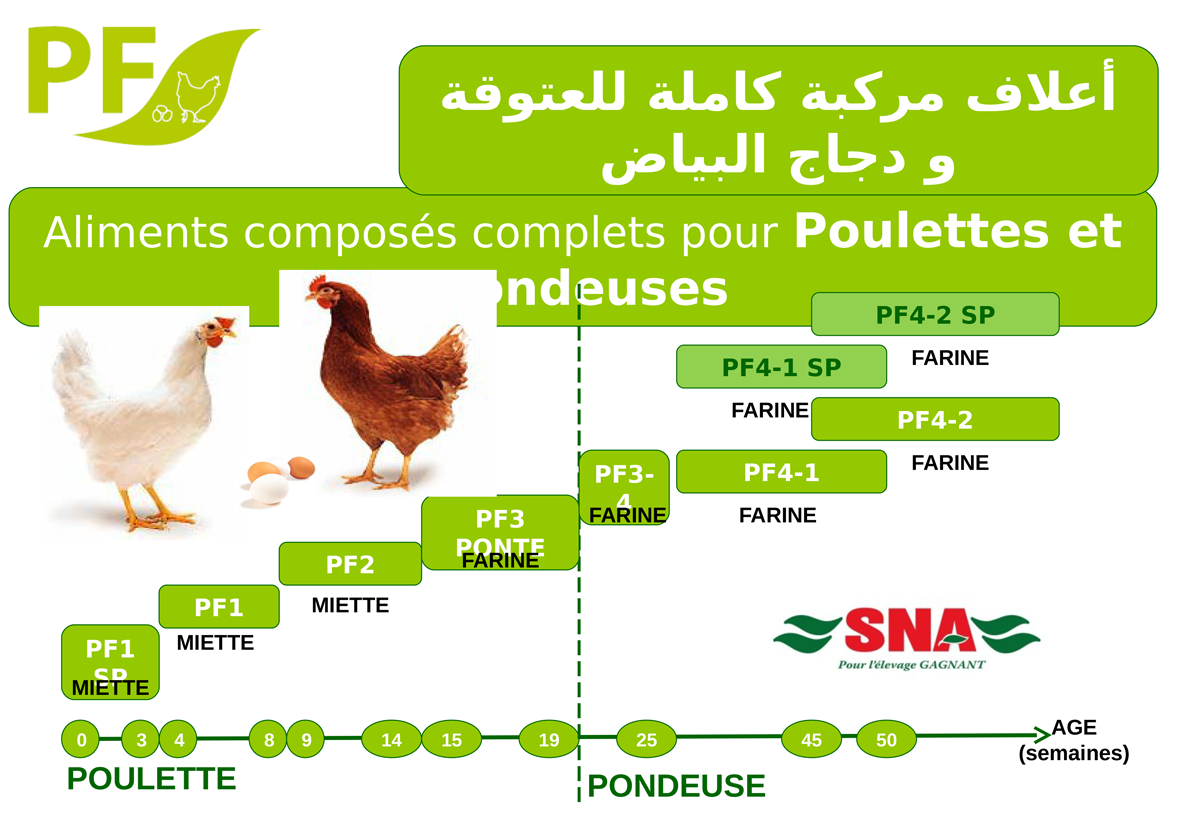 PF
أعلاف مركبة كاملة للعتوقة
و دجاج البياض
Aliments composés complets pour Poulettes et
ondeuses
PF4-2 SP
FARINE
PF4-1 SP
FARINE
PF4-2
FARINE
PF3-
4
FARINE
PF4-1
FARINE
PF3
PONTE
FARINE
PF2
MIETTE
PF1
MIETTE
PF1
SP
MIETTE
SNA
Pour l'élevage GAGNANT
0 3 4 8 9 14 15 19 25 45 50
AGE
(semaines)
POULETTE
PONDEUSE